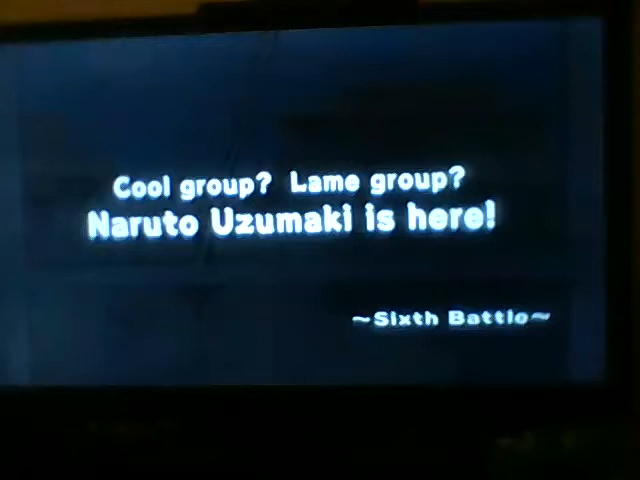 Cool group? Lame group?
Naruto Uzumaki is here!
~Sixth Battle~